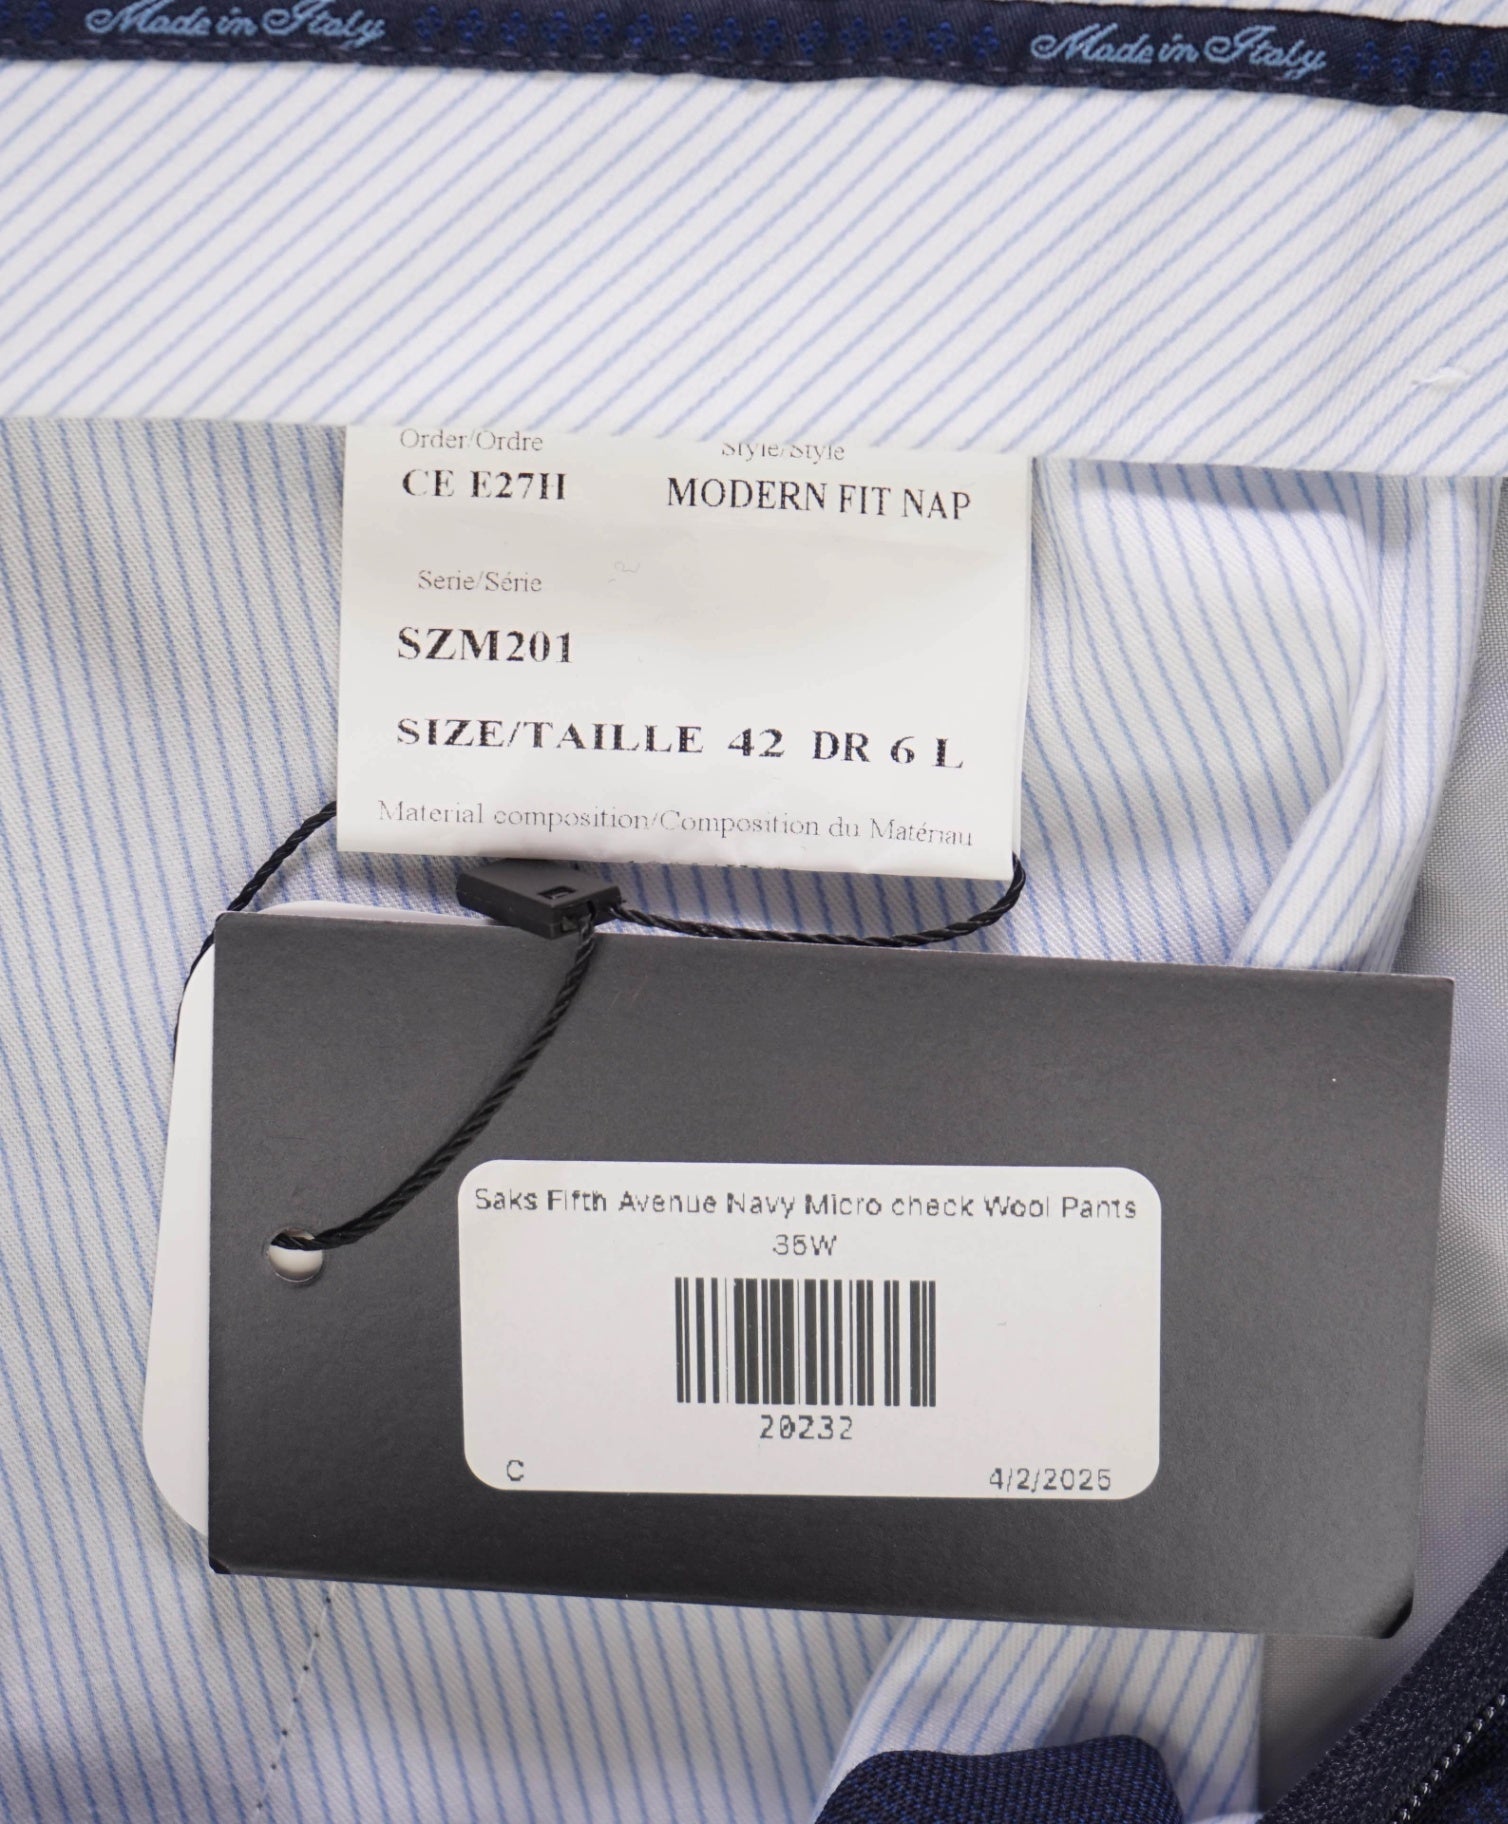 Made in Italy Made in Italy
Order/Ordre Style/Style
CE E27H MODERN FIT NAP
Serie/Série
SZM201
SIZE/TAILLE 42 DR 6 L
Material composition/Composition du Matériau
Saks Fifth Avenue Navy Micro check Wool Pants
35W
20232
C 4/2/2025